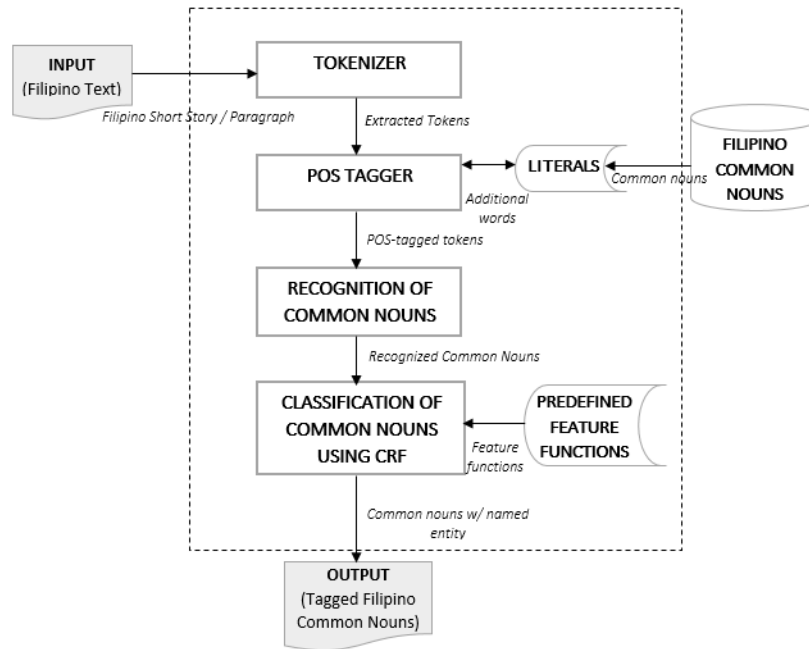 INPUT
(Filipino Text)
TOKENIZER
Filipino Short Story / Paragraph
Extracted Tokens
POS TAGGER
LITERALS
Additional
words
Common nouns
FILIPINO
COMMON
NOUNS
POS-tagged tokens
RECOGNITION OF
COMMON NOUNS
Recognized Common Nouns
CLASSIFICATION OF
COMMON NOUNS
USING CRF
PREDEFINED
FEATURE
FUNCTIONS
Feature
functions
Common nouns w/ named
entity
OUTPUT
(Tagged Filipino
Common Nouns)